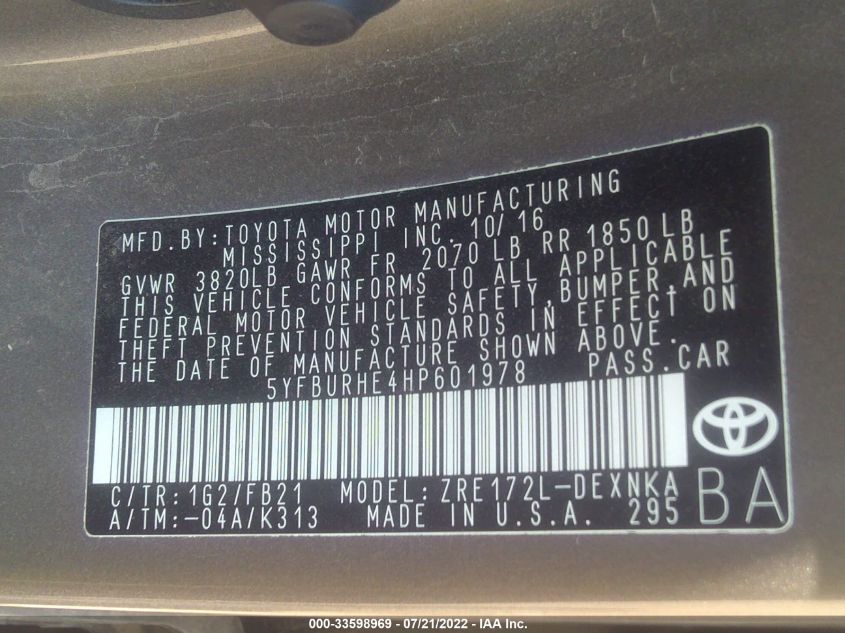 MFD.BY:TOYOTA MOTOR MANUFACTURING
MISSISSIPPI INC. 10/16
GVWR 3820LB GAWR FR 2070 LB RR 1850LB
THIS VEHICLE CONFORMS TO ALL APPLICABLE
FEDERAL MOTOR VEHICLE SAFETY,BUMPER,AND
THEFT PREVENTION STANDARDS IN EFFECT ON
THE DATE OF MANUFACTURE SHOWN ABOVE.
5YFBURHE4HP601978 PASS.CAR
C/TR:1G2/FB21 MODEL:ZRE172L-DEXNKA
A/TM:-04A/K313 MADE IN U.S.A. 295 BA
000-33598969 - 07/21/2022 - IAA Inc.